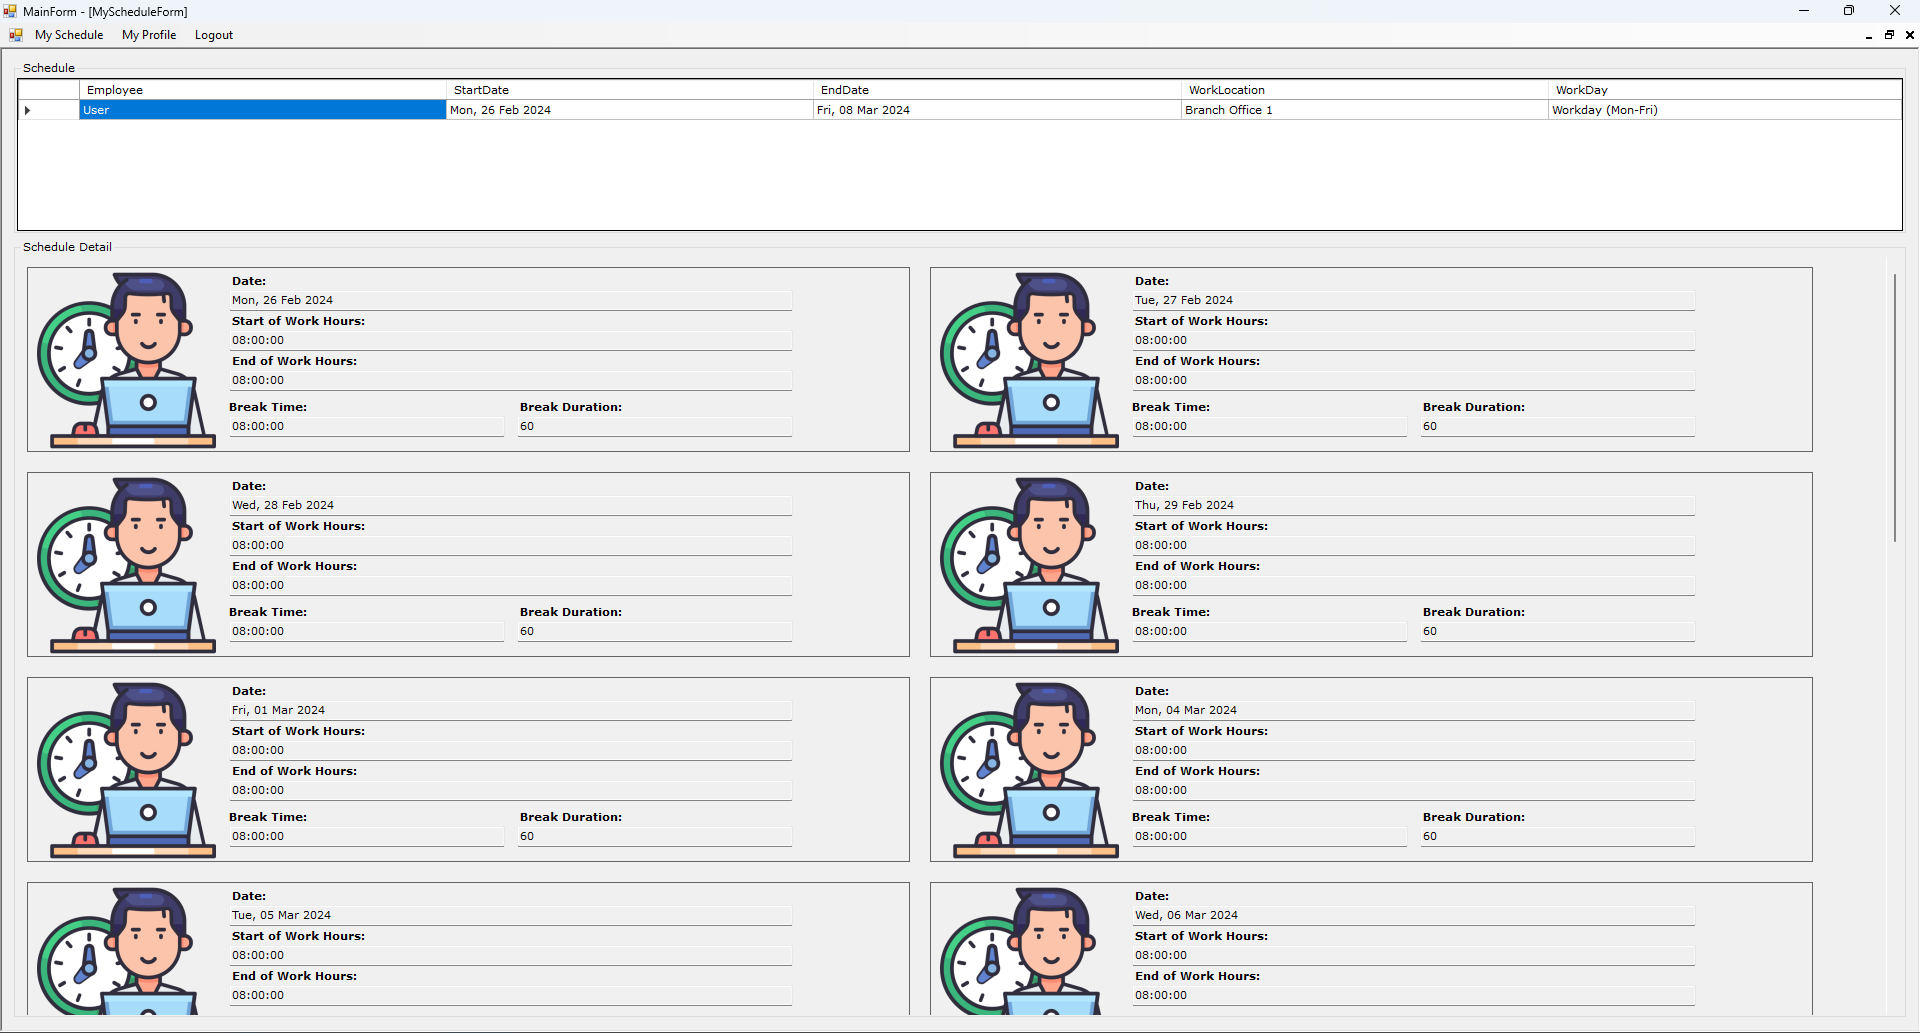 MainForm - [MyScheduleForm]
My Schedule My Profile Logout
Schedule
Employee StartDate EndDate WorkLocation WorkDay
User Mon, 26 Feb 2024 Fri, 08 Mar 2024 Branch Office 1 Workday (Mon-Fri)
Schedule Detail
Date:
Mon, 26 Feb 2024
Start of Work Hours:
08:00:00
End of Work Hours:
08:00:00
Break Time: Break Duration:
08:00:00 60
Date:
Tue, 27 Feb 2024
Start of Work Hours:
08:00:00
End of Work Hours:
08:00:00
Break Time: Break Duration:
08:00:00 60
Date:
Wed, 28 Feb 2024
Start of Work Hours:
08:00:00
End of Work Hours:
08:00:00
Break Time: Break Duration:
08:00:00 60
Date:
Thu, 29 Feb 2024
Start of Work Hours:
08:00:00
End of Work Hours:
08:00:00
Break Time: Break Duration:
08:00:00 60
Date:
Fri, 01 Mar 2024
Start of Work Hours:
08:00:00
End of Work Hours:
08:00:00
Break Time: Break Duration:
08:00:00 60
Date:
Mon, 04 Mar 2024
Start of Work Hours:
08:00:00
End of Work Hours:
08:00:00
Break Time: Break Duration:
08:00:00 60
Date:
Tue, 05 Mar 2024
Start of Work Hours:
08:00:00
End of Work Hours:
08:00:00
Date:
Wed, 06 Mar 2024
Start of Work Hours:
08:00:00
End of Work Hours:
08:00:00